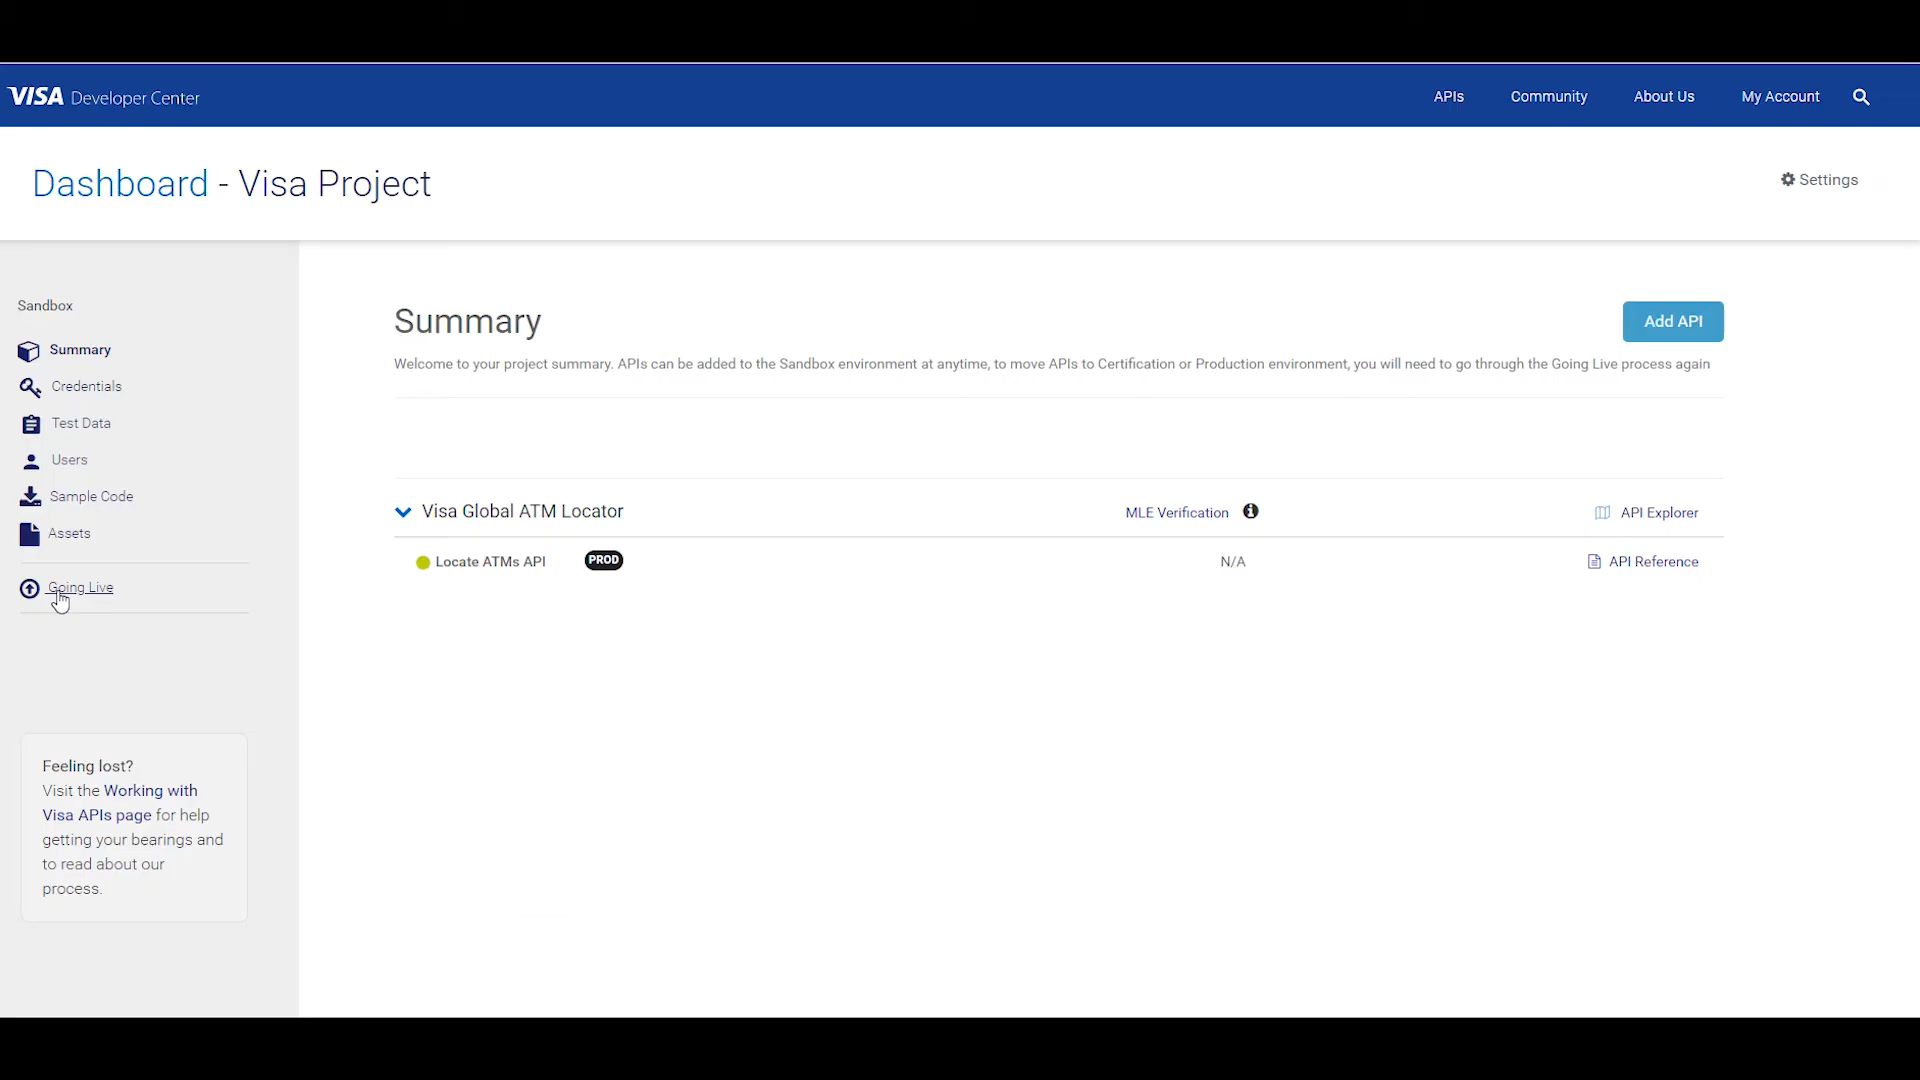 VISA Developer Center
APIs
Community
About Us
My Account
Dashboard - Visa Project
Settings
Sandbox
Summary
Credentials
Test Data
Users
Sample Code
Assets
Going Live
Feeling lost?
Visit the Working with
Visa APIs page for help
getting your bearings and
to read about our
process.
Summary
Add API
Welcome to your project summary. APIs can be added to the Sandbox environment at anytime, to move APIs to Certification or Production environment, you will need to go through the Going Live process again
Visa Global ATM Locator
MLE Verification
API Explorer
Locate ATMs API
PROD
N/A
API Reference